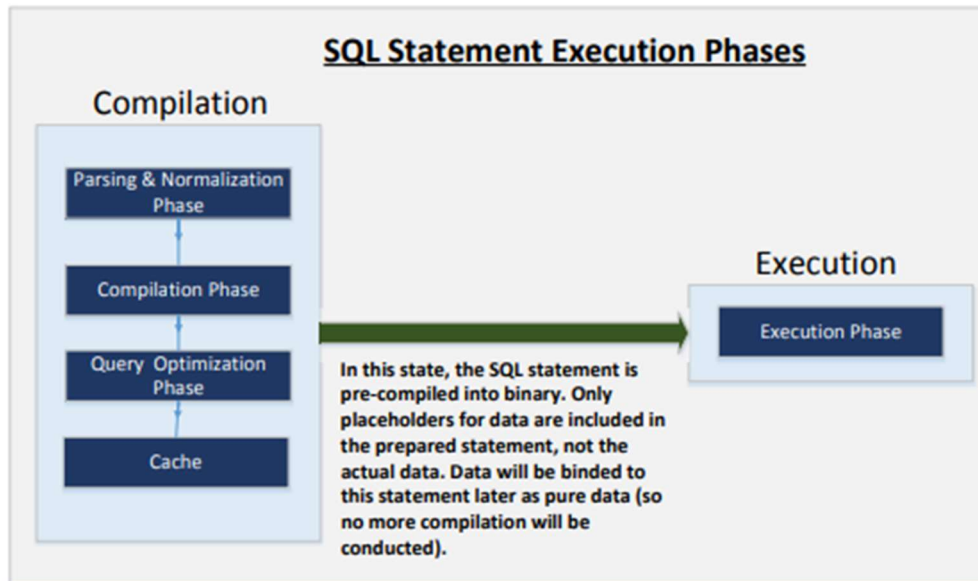 SQL Statement Execution Phases
Compilation
Parsing & Normalization
Phase
Compilation Phase
Query Optimization
Phase
Cache
In this state, the SQL statement is
pre-compiled into binary. Only
placeholders for data are included in
the prepared statement, not the
actual data. Data will be binded to
this statement later as pure data (so
no more compilation will be
conducted).
Execution
Execution Phase